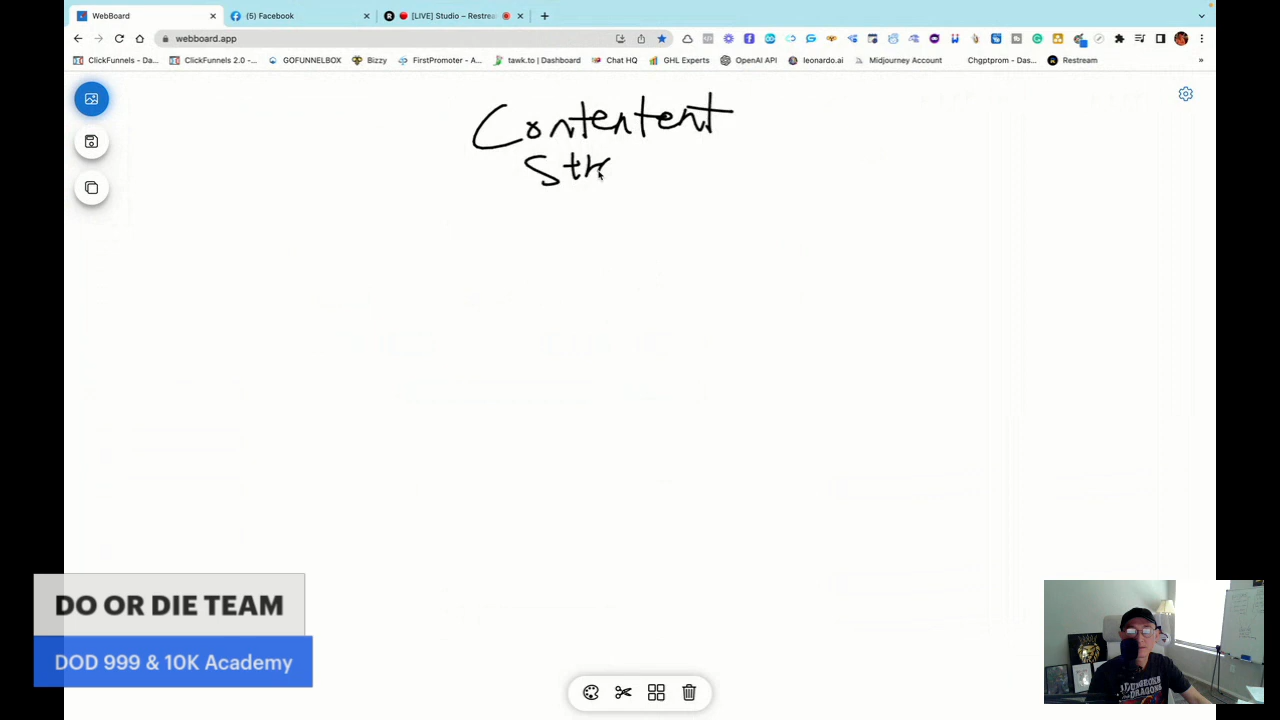 WebBoard
(5) Facebook
[LIVE] Studio – Restrea
webboard.app
ClickFunnels - Da...
ClickFunnels 2.0 -...
GOFUNNELBOX
Bizzy
FirstPromoter - A...
tawk.to | Dashboard
Chat HQ
GHL Experts
OpenAI API
leonardo.ai
Midjourney Account
Chgptprom - Das...
Restream
Contentent
Str
DO OR DIE TEAM
DOD 999 & 10K Academy
DUNGEONS
DRAGONS